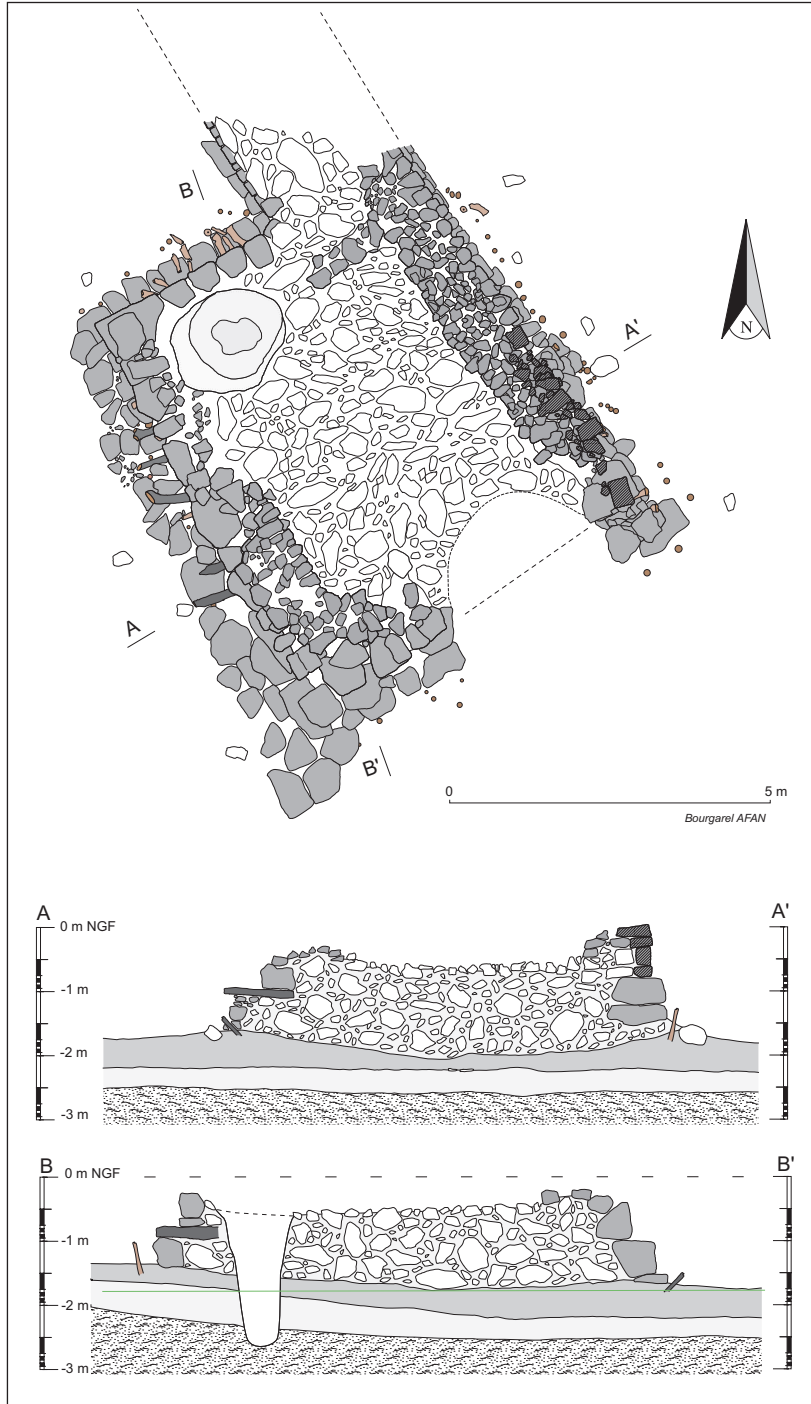 B
A'
N
A
B'
0 5 m
Bourgarel AFAN
A A'
0 m NGF
-1 m
-2 m
-3 m
B B'
0 m NGF
-1 m
-2 m
-3 m